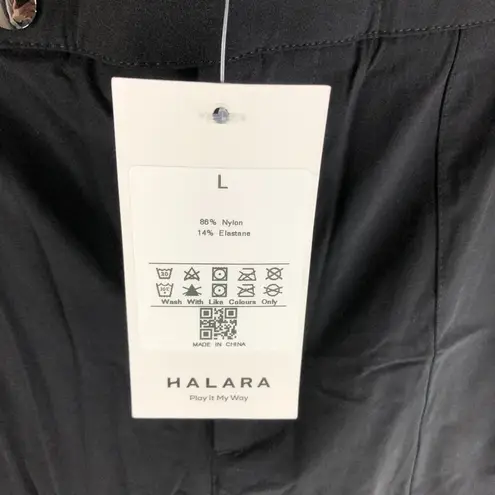 L
86% Nylon
14% Elastane
Wash With Like Colours Only
MADE IN CHINA
HALARA
Play It My Way